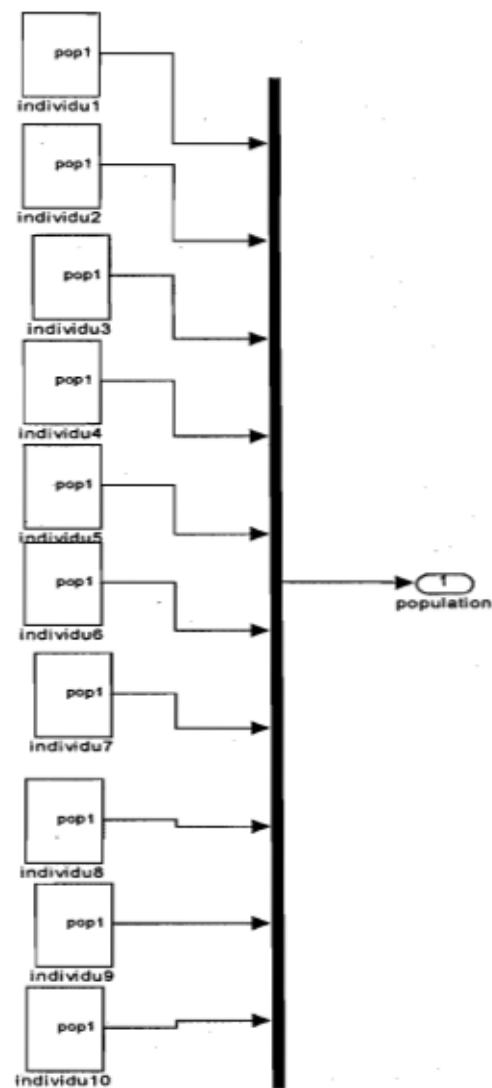 pop1
individu1
pop1
individu2
pop1
individu3
pop1
individu4
pop1
individu5
pop1
individu6
pop1
individu7
pop1
individu8
pop1
individu9
pop1
individu10
1
population